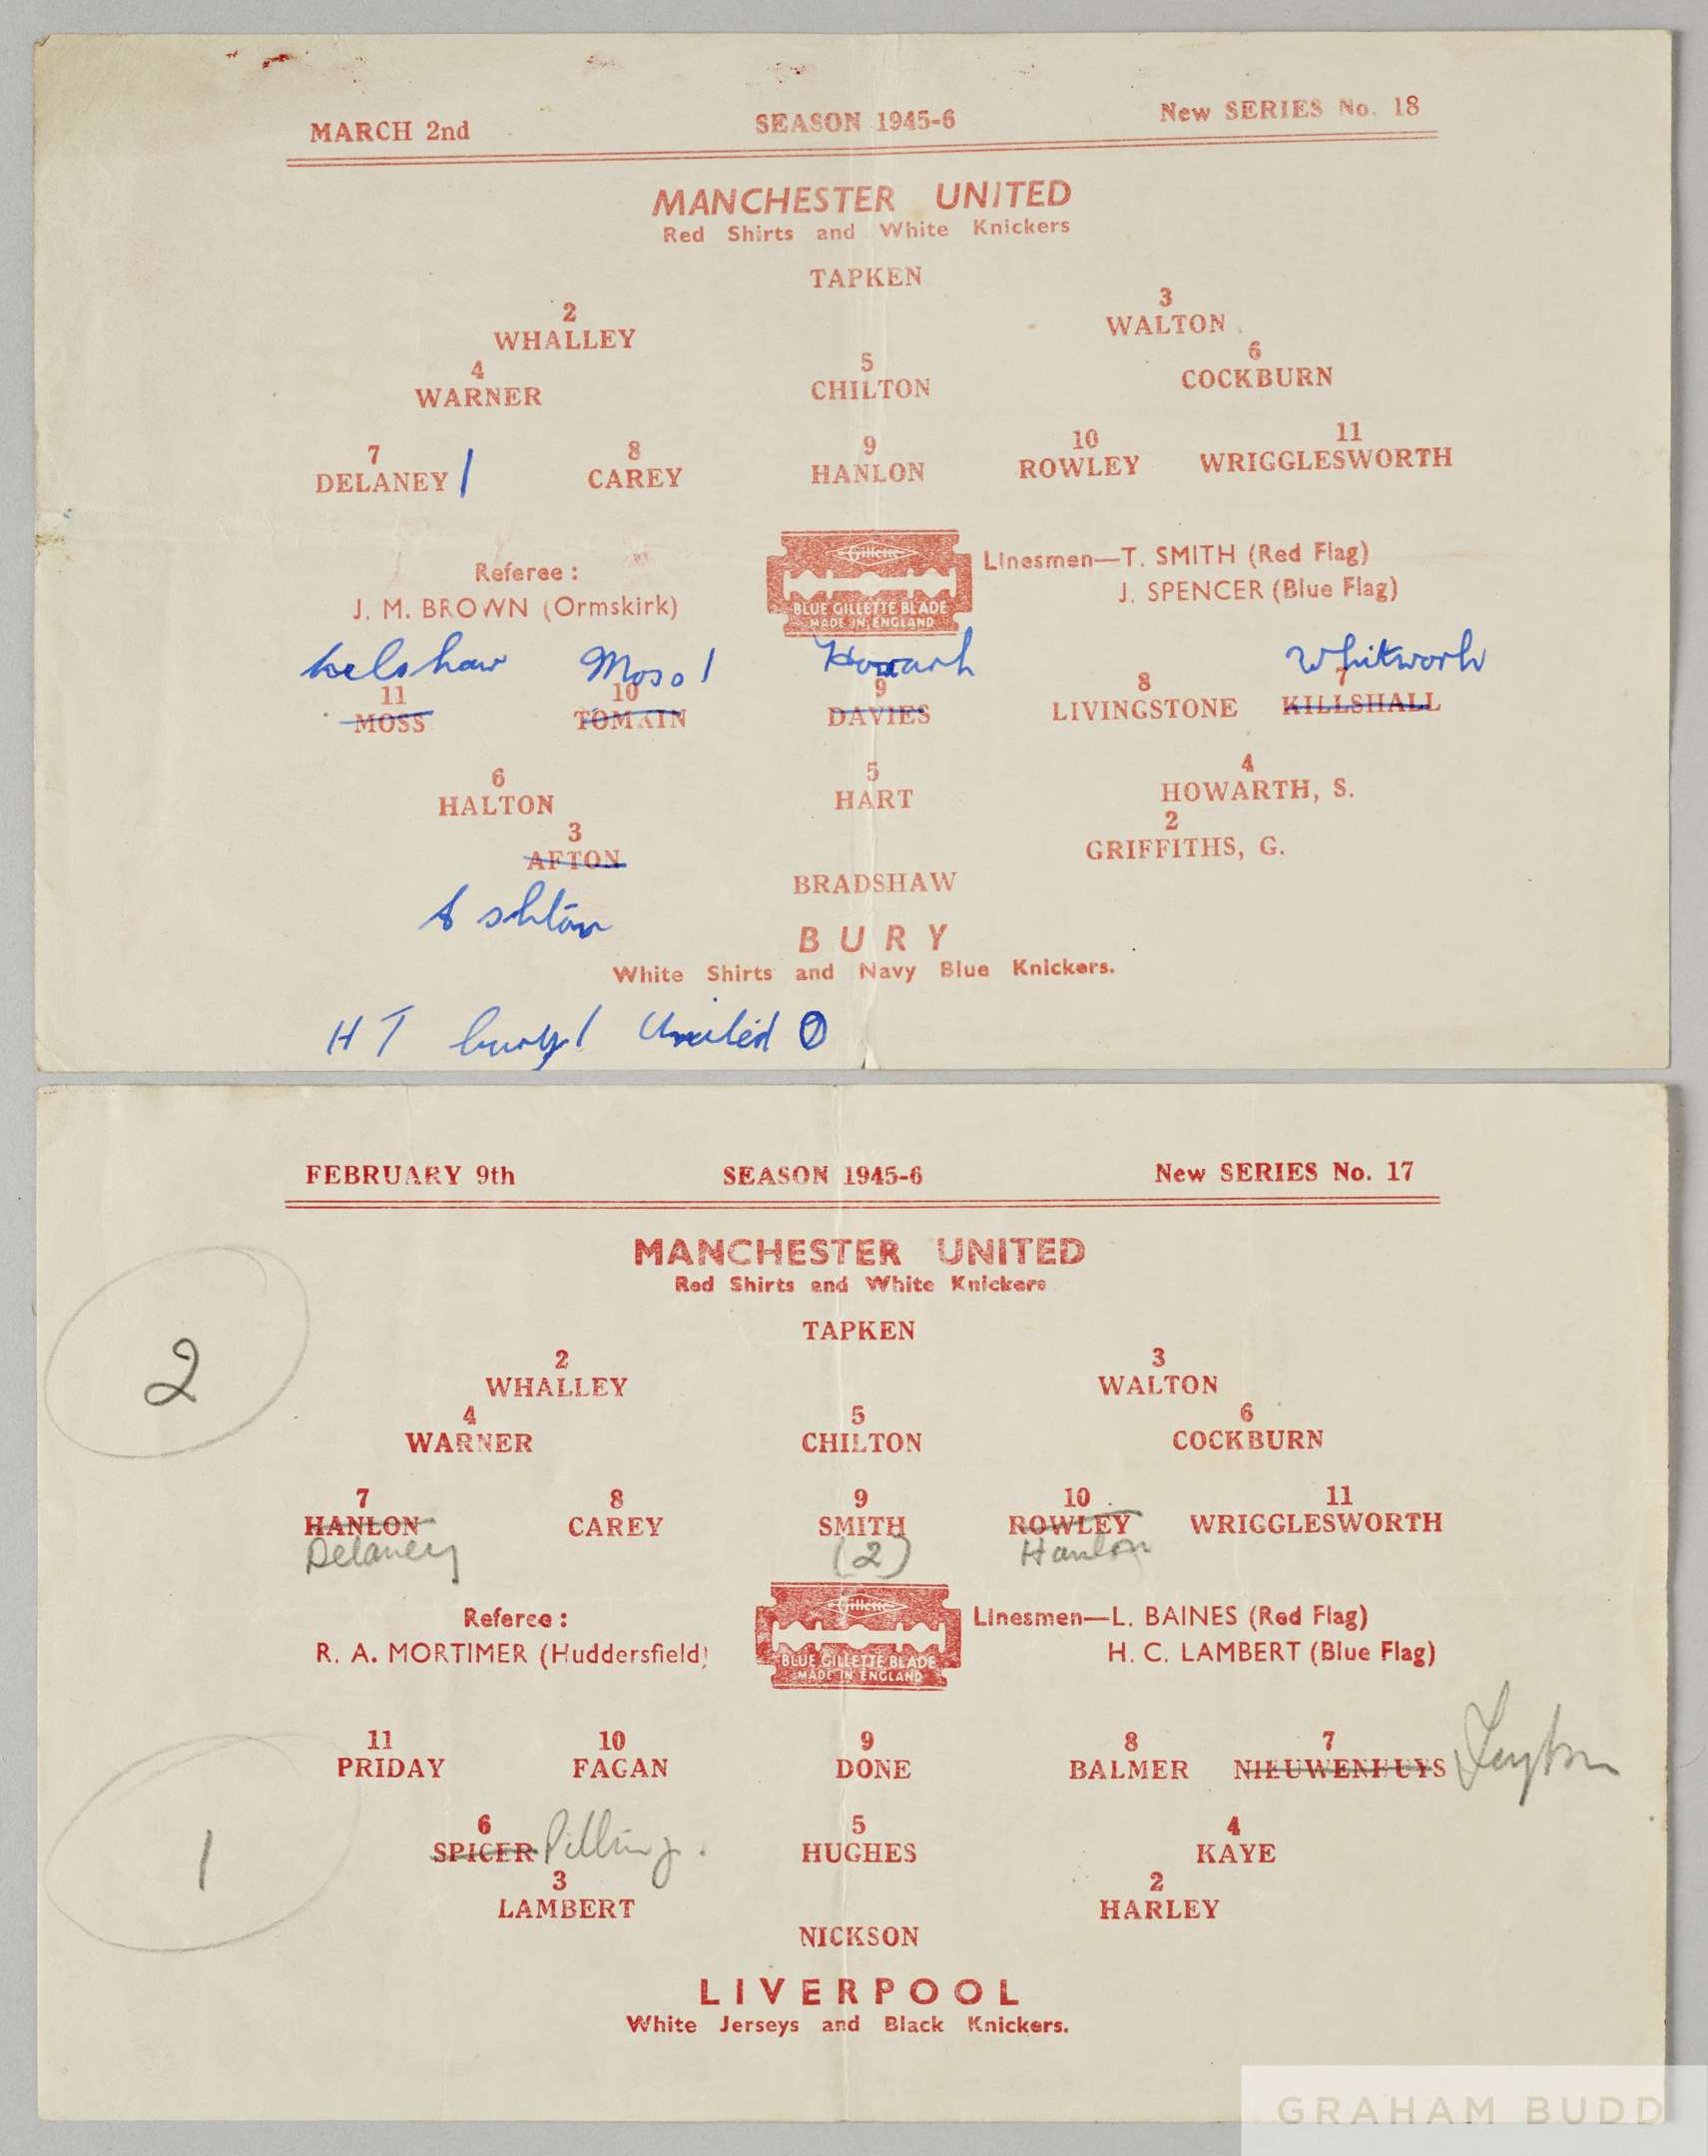 MARCH 2nd SEASON 1945-6 New SERIES No. 18
MANCHESTER UNITED
Red Shirts and White Knickers
TAPKEN
2 3
WHALLEY WALTON
4 5 6
WARNER CHILTON COCKBURN
7 8 9 10 11
DELANEY / CAREY HANLON ROWLEY WRIGGLESWORTH
Referee : Linesmen—T. SMITH (Red Flag)
J. M. BROWN (Ormskirk) J. SPENCER (Blue Flag)
Gillette
BLUE GILLETTE BLADE
MADE IN ENGLAND
Moss / Howarh Whitworh
11 10 9 8 7
MOSS TOMKIN DAVIES LIVINGSTONE KILLSHALL
6 5 4
HALTON HART HOWARTH, S.
3 2
AFTON GRIFFITHS, G.
Ashton BRADSHAW
BURY
White Shirts and Navy Blue Knickers.
HT bury 1 United 0
FEBRUARY 9th SEASON 1945-6 New SERIES No. 17
MANCHESTER UNITED
Red Shirts and White Knickers
TAPKEN
2
2 3
WHALLEY WALTON
4 5 6
WARNER CHILTON COCKBURN
7 8 9 10 11
HANLON CAREY SMITH ROWLEY WRIGGLESWORTH
Delaney (2) Hanlon
Referee : Linesmen—L. BAINES (Red Flag)
R. A. MORTIMER (Huddersfield) H. C. LAMBERT (Blue Flag)
Gillette
BLUE GILLETTE BLADE
MADE IN ENGLAND
11 10 9 8 7
PRIDAY FAGAN DONE BALMER NIEUWENHUYS
6 5 4
SPICER Pilling. HUGHES KAYE
1
3 2
LAMBERT HARLEY
NICKSON
LIVERPOOL
White Jerseys and Black Knickers.
GRAHAM BUDD